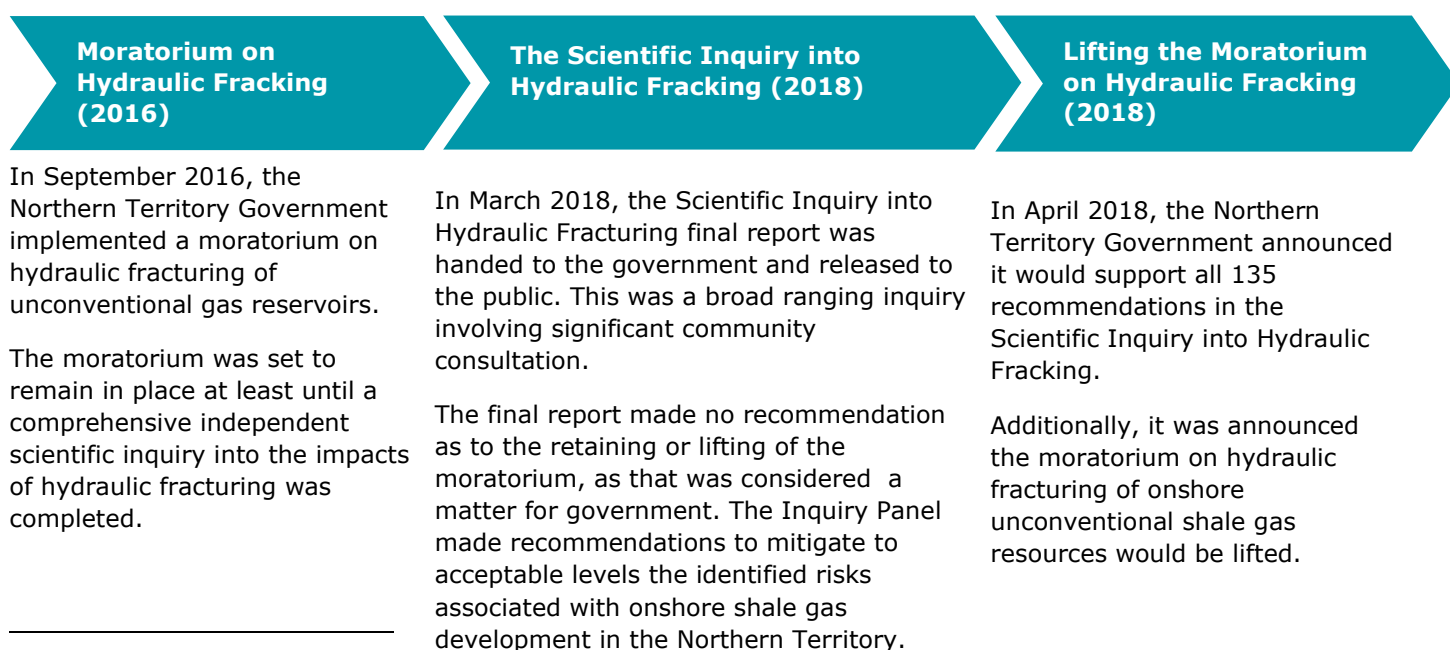 Moratorium on
Hydraulic Fracking
(2016)
In September 2016, the
Northern Territory Government
implemented a moratorium on
hydraulic fracturing of
unconventional gas reservoirs.
The moratorium was set to
remain in place at least until a
comprehensive independent
scientific inquiry into the impacts
of hydraulic fracturing was
completed.
The Scientific Inquiry into
Hydraulic Fracking (2018)
In March 2018, the Scientific Inquiry into
Hydraulic Fracturing final report was
handed to the government and released to
the public. This was a broad ranging inquiry
involving significant community
consultation.
The final report made no recommendation
as to the retaining or lifting of the
moratorium, as that was considered a
matter for government. The Inquiry Panel
made recommendations to mitigate to
acceptable levels the identified risks
associated with onshore shale gas
development in the Northern Territory.
Lifting the Moratorium
on Hydraulic Fracking
(2018)
In April 2018, the Northern
Territory Government announced
it would support all 135
recommendations in the
Scientific Inquiry into Hydraulic
Fracking.
Additionally, it was announced
the moratorium on hydraulic
fracturing of onshore
unconventional shale gas
resources would be lifted.